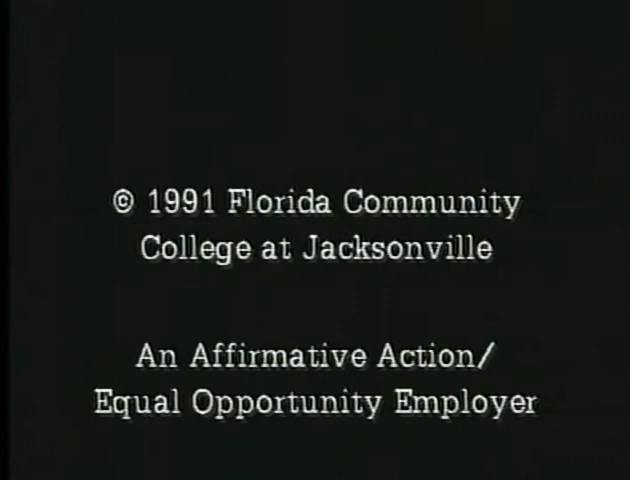 © 1991 Florida Community
College at Jacksonville
An Affirmative Action/
Equal Opportunity Employer